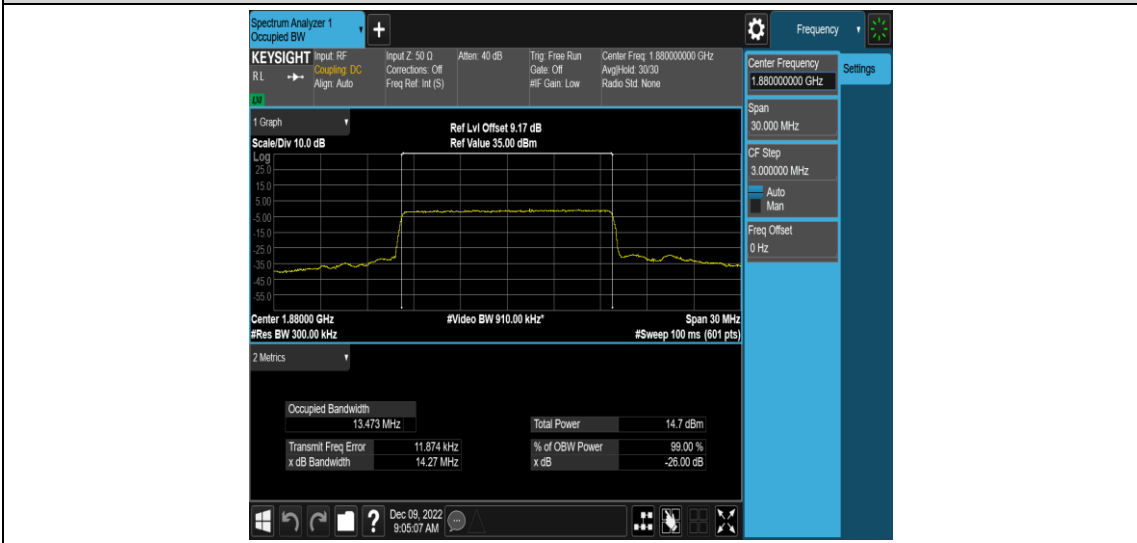 Spectrum Analyzer 1
Occupied BW
+
Frequency
KEYSIGHT Input: RF Input Z: 50 Ω Atten: 40 dB Trig: Free Run Center Freq: 1.880000000 GHz
RL Coupling: DC Corrections: Off Gate: Off Avg|Hold: 30/30
Align: Auto Freq Ref: Int (S) #IF Gain: Low Radio Std: None
Center Frequency
1.880000000 GHz
Settings
Span
30.000 MHz
CF Step
3.000000 MHz
Auto
Man
Freq Offset
0 Hz
1 Graph
Ref Lvl Offset 9.17 dB
Scale/Div 10.0 dB Ref Value 35.00 dBm
Log
25.0
15.0
5.00
-5.00
-15.0
-25.0
-35.0
-45.0
-55.0
Center 1.88000 GHz #Video BW 910.00 kHz* Span 30 MHz
#Res BW 300.00 kHz #Sweep 100 ms (601 pts)
2 Metrics
Occupied Bandwidth
13.473 MHz Total Power 14.7 dBm
Transmit Freq Error 11.874 kHz % of OBW Power 99.00 %
x dB Bandwidth 14.27 MHz x dB -26.00 dB
? Dec 09, 2022
9:05:07 AM